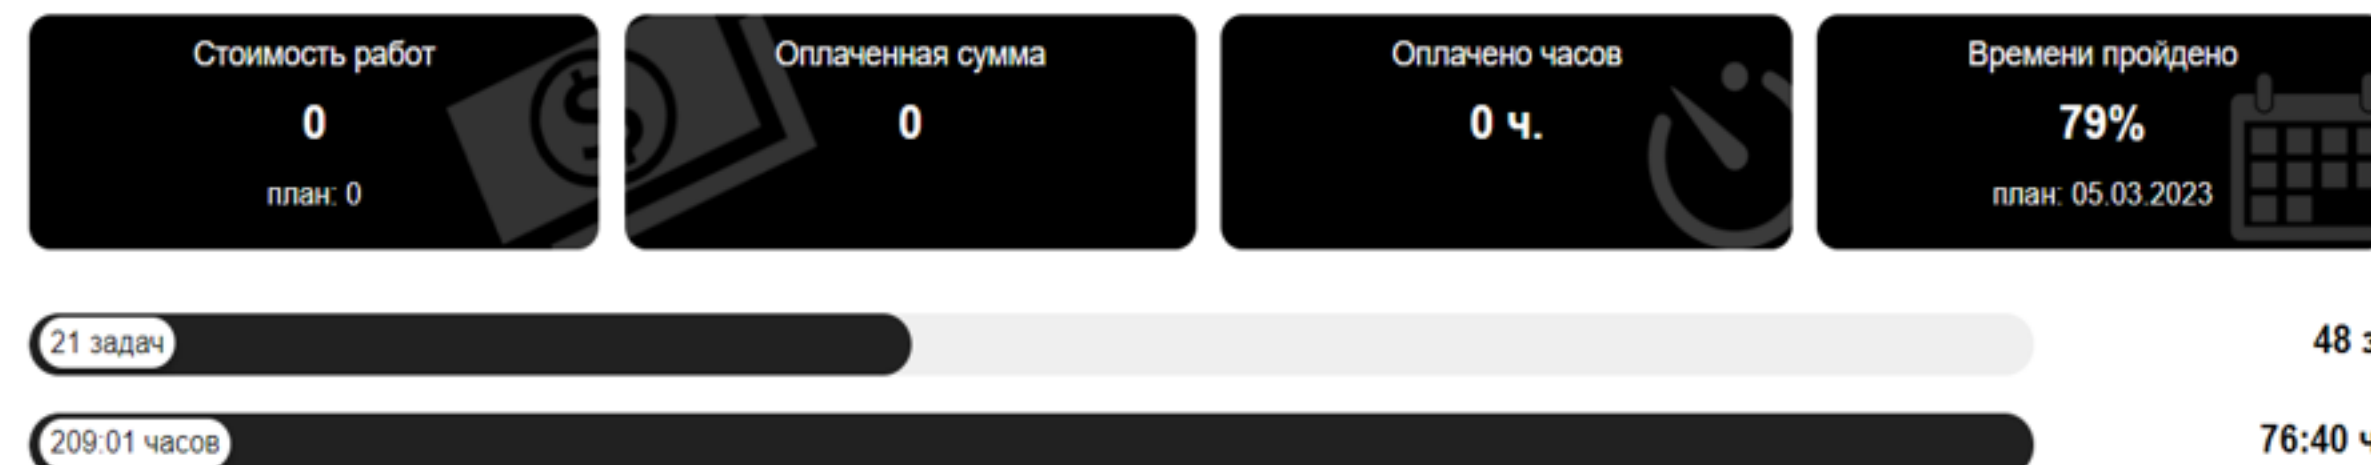 Стоимость работ
0
план: 0
Оплаченная сумма
0
Оплачено часов
0 ч.
Времени пройдено
79%
план: 05.03.2023
21 задач
48
209:01 часов
76:40